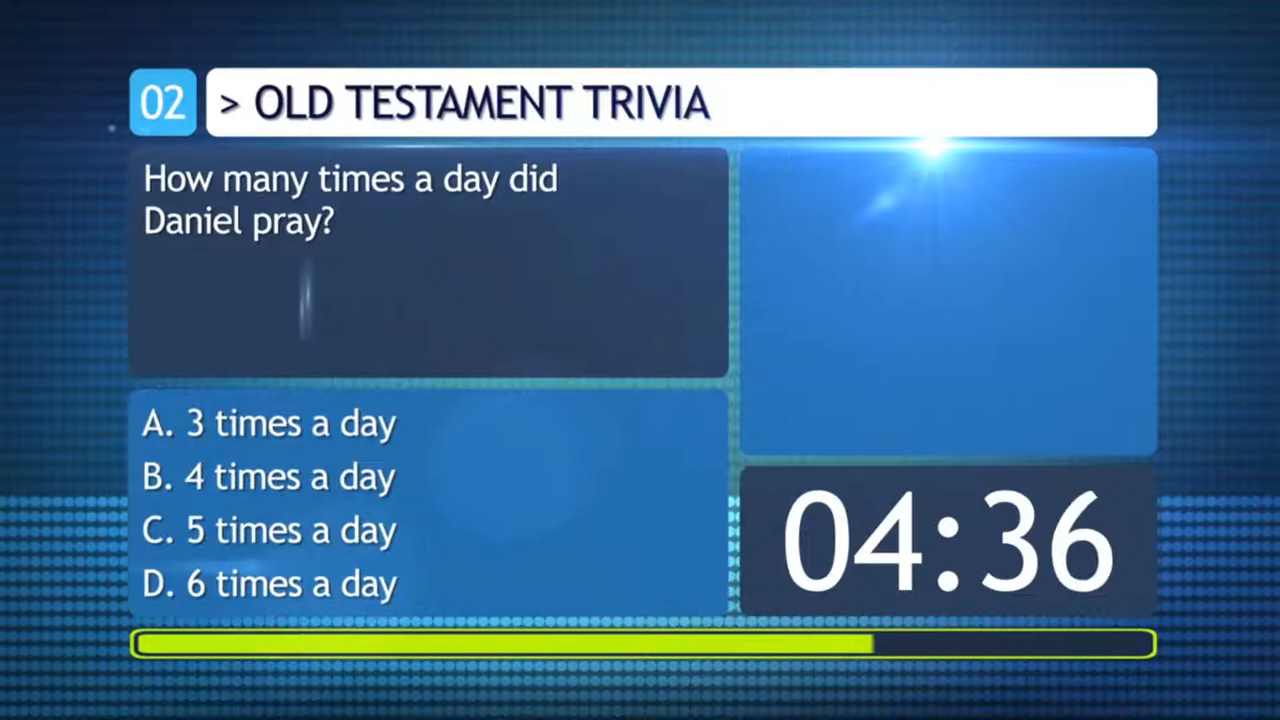 02 > OLD TESTAMENT TRIVIA
How many times a day did
Daniel pray?
A. 3 times a day
B. 4 times a day
C. 5 times a day
D. 6 times a day
04:36